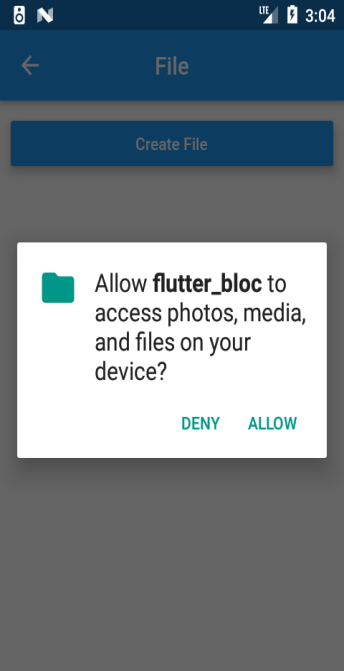 LTE 3:04
File
Create File
Allow flutter_bloc to
access photos, media,
and files on your
device?
DENY ALLOW